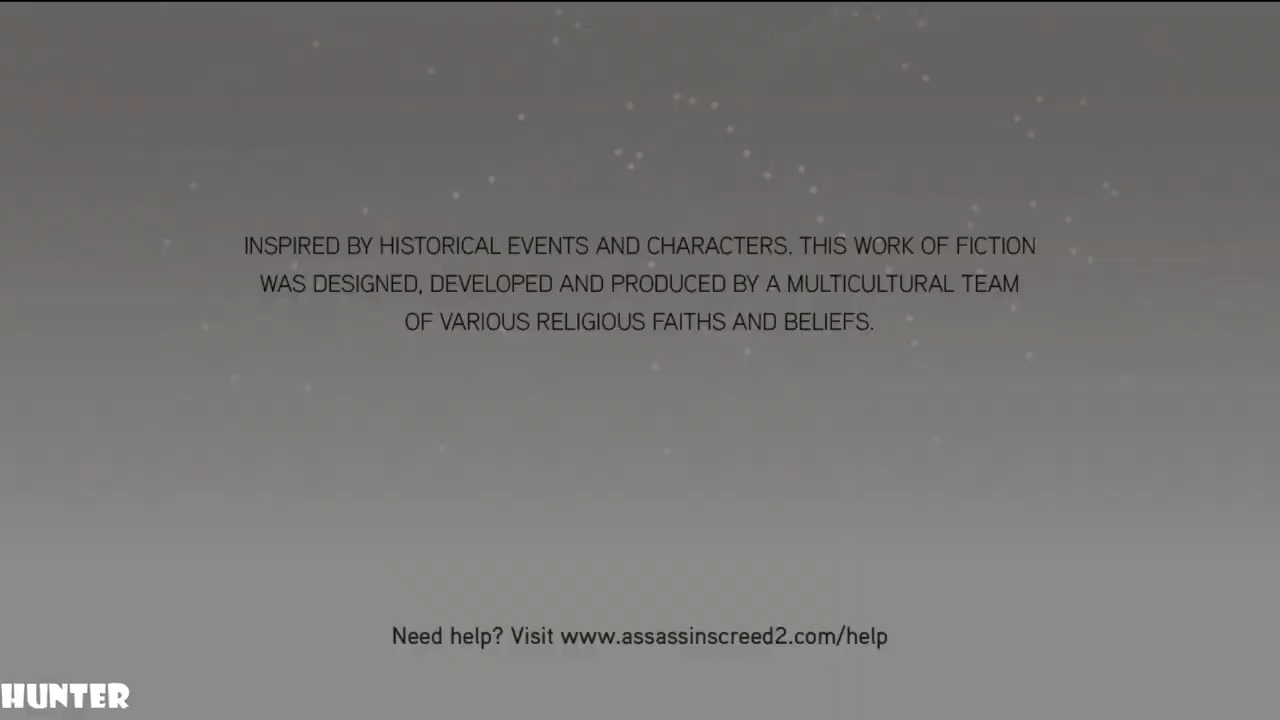 INSPIRED BY HISTORICAL EVENTS AND CHARACTERS. THIS WORK OF FICTION
WAS DESIGNED, DEVELOPED AND PRODUCED BY A MULTICULTURAL TEAM
OF VARIOUS RELIGIOUS FAITHS AND BELIEFS.
Need help? Visit www.assassinscreed2.com/help
HUNTER